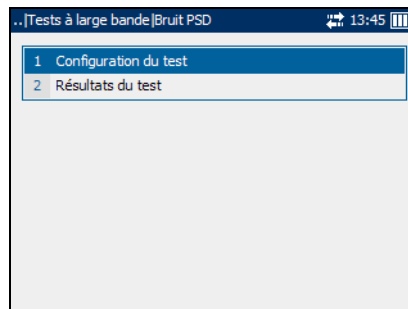 ..|Tests à large bande|Bruit PSD 13:45
1 Configuration du test
2 Résultats du test